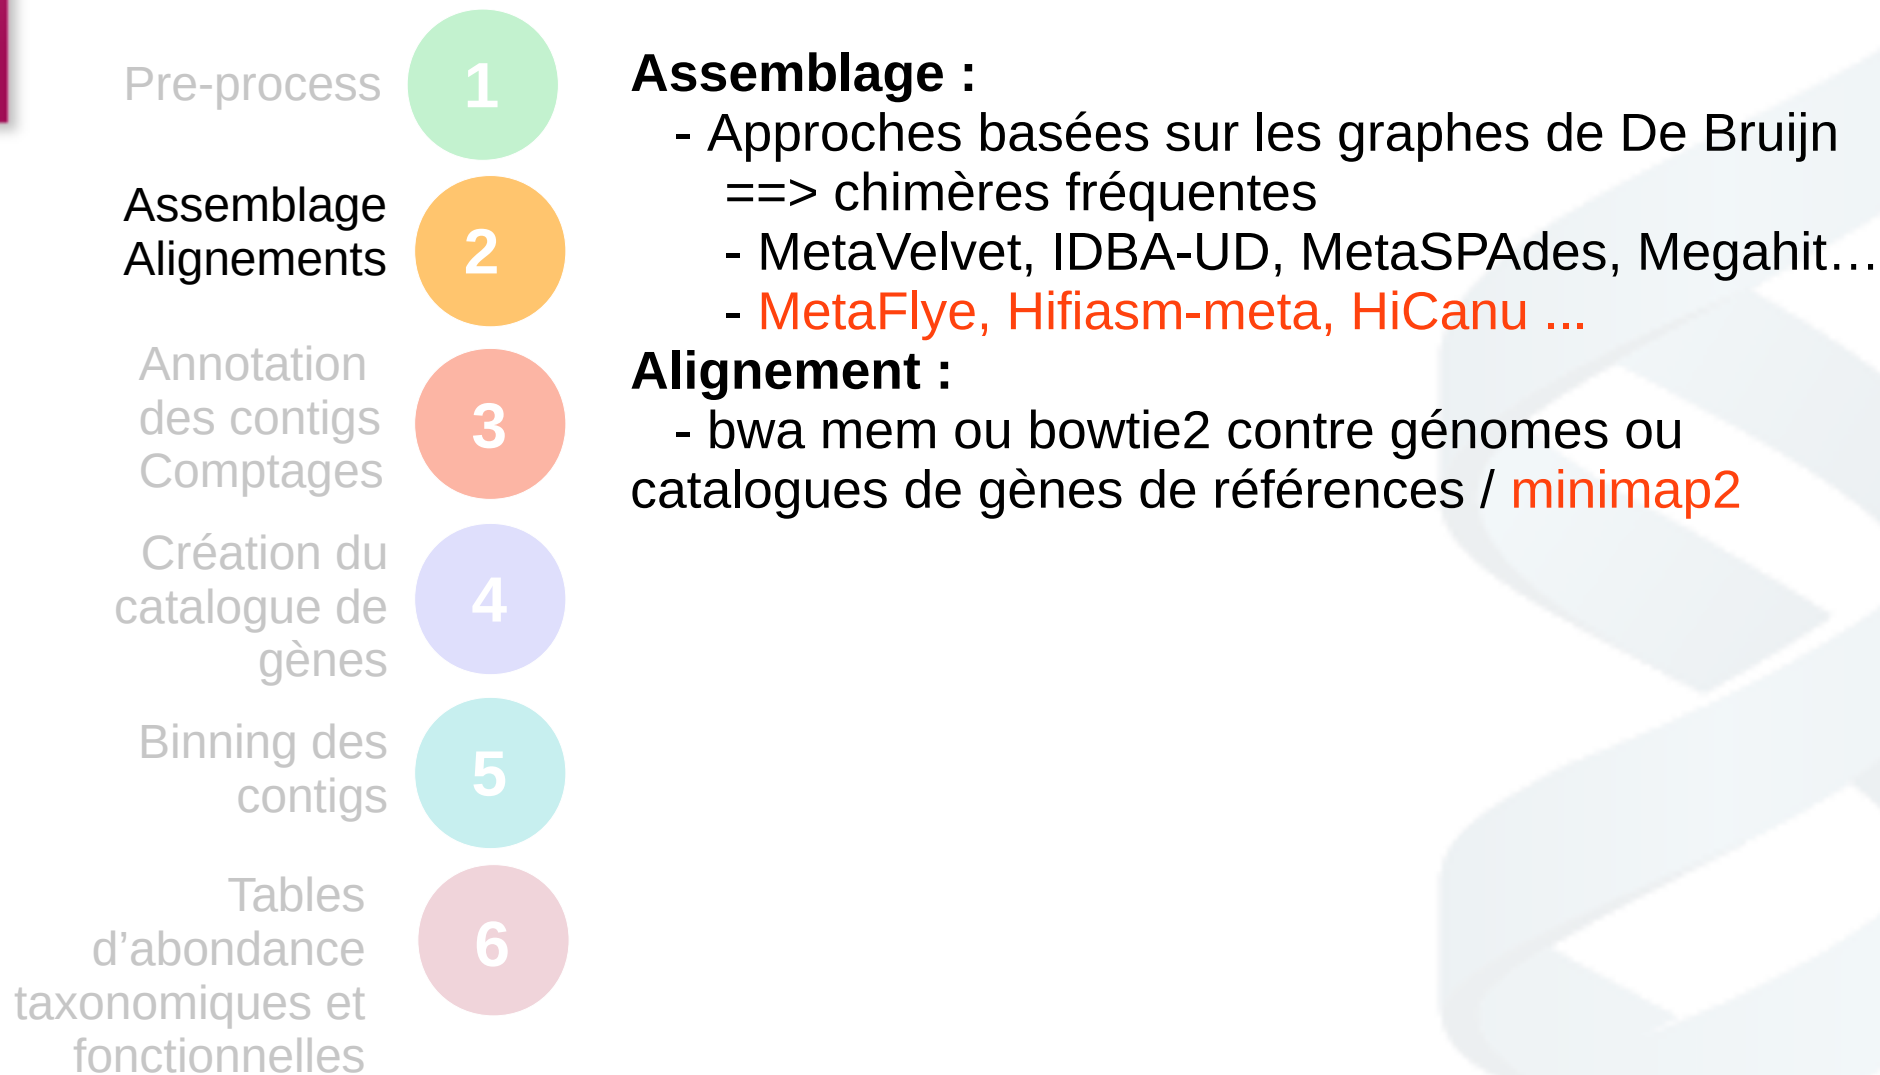 Pre-process
1
Assemblage
Alignements
2
Annotation
des contigs
Comptages
3
Création du
catalogue de
gènes
4
Binning des
contigs
5
Tables
d’abondance
taxonomiques et
fonctionnelles
6
Assemblage :
- Approches basées sur les graphes de De Bruijn
==> chimères fréquentes
- MetaVelvet, IDBA-UD, MetaSPAdes, Megahit…
- MetaFlye, Hifiasm-meta, HiCanu ...
Alignement :
- bwa mem ou bowtie2 contre génomes ou
catalogues de gènes de références / minimap2